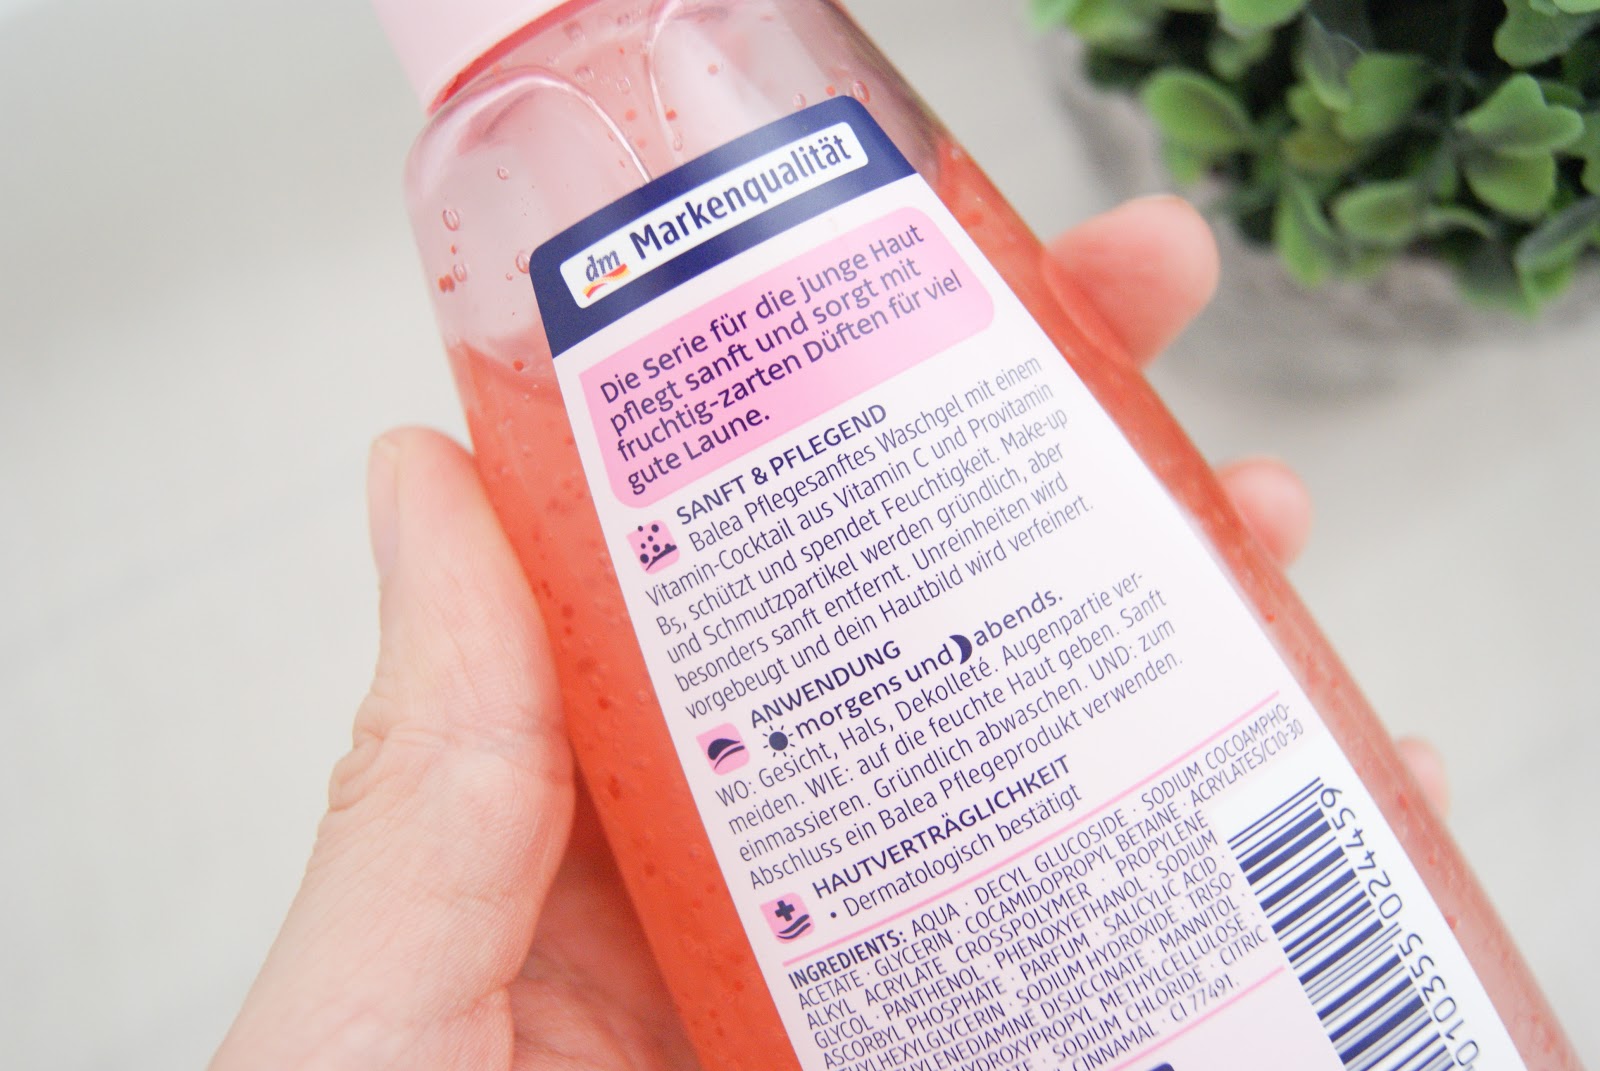 dm Markenqualität
Die Serie für die junge Haut
pflegt sanft und sorgt mit
fruchtig-zarten Düften für viel
gute Laune.
SANFT & PFLEGEND
Balea Pflegesanftes Waschgel mit einem
Vitamin-Cocktail aus Vitamin C und Provitamin
B5, schützt und spendet Feuchtigkeit. Make-up
und Schmutzpartikel werden gründlich, aber
besonders sanft entfernt. Unreinheiten wird
vorgebeugt und dein Hautbild wird verfeinert.
ANWENDUNG
morgens und abends.
WO: Gesicht, Hals, Dekolleté. Augenpartie ver-
meiden. WIE: auf die feuchte Haut geben. Sanft
einmassieren. Gründlich abwaschen. UND: zum
Abschluss ein Balea Pflegeprodukt verwenden.
HAUTVERTRÄGLICHKEIT
• Dermatologisch bestätigt
INGREDIENTS: AQUA · DECYL GLUCOSIDE · SODIUM COCOAMPHO-
ACETATE · GLYCERIN · COCAMIDOPROPYL BETAINE · ACRYLATES/C10-30
ALKYL ACRYLATE CROSSPOLYMER · PROPYLENE
GLYCOL · PANTHENOL · PHENOXYETHANOL · SODIUM
ASCORBYL PHOSPHATE · PARFUM · SALICYLIC ACID ·
HYLHEXYLGLYCERIN · SODIUM HYDROXIDE · TRISO-
YLENEDIAMINE DISUCCINATE · MANNITOL ·
YDROXYPROPYL METHYLCELLULOSE ·
SODIUM CHLORIDE · CITRIC
CINNAMAL · CI 77491.
010355 024459